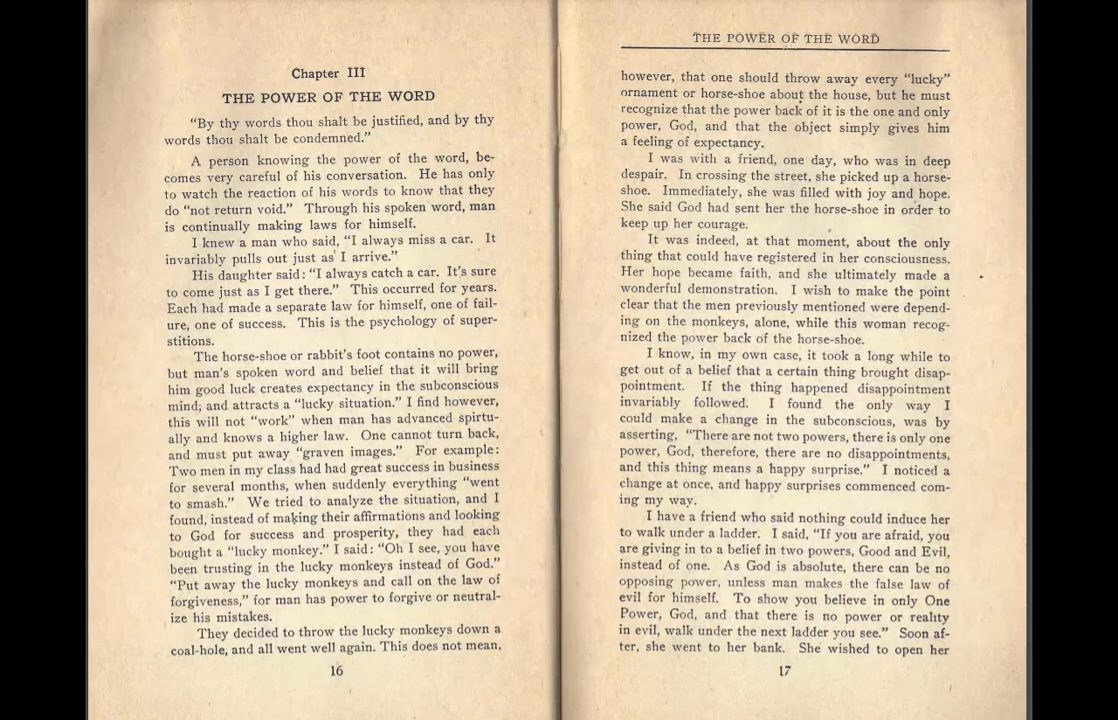 Chapter III
THE POWER OF THE WORD
"By thy words thou shalt be justified, and by thy
words thou shalt be condemned."
A person knowing the power of the word, be-
comes very careful of his conversation. He has only
to watch the reaction of his words to know that they
do "not return void." Through his spoken word, man
is continually making laws for himself.
I knew a man who said, "I always miss a car. It
invariably pulls out just as I arrive."
His daughter said: "I always catch a car. It's sure
to come just as I get there." This occurred for years.
Each had made a separate law for himself, one of fail-
ure, one of success. This is the psychology of super-
stitions.
The horse-shoe or rabbit's foot contains no power,
but man's spoken word and belief that it will bring
him good luck creates expectancy in the subconscious
mind; and attracts a "lucky situation." I find however,
this will not "work" when man has advanced spirtu-
ally and knows a higher law. One cannot turn back,
and must put away "graven images." For example:
Two men in my class had had great success in business
for several months, when suddenly everything "went
to smash." We tried to analyze the situation, and I
found, instead of making their affirmations and looking
to God for success and prosperity, they had each
bought a "lucky monkey." I said: "Oh I see, you have
been trusting in the lucky monkeys instead of God."
"Put away the lucky monkeys and call on the law of
forgiveness," for man has power to forgive or neutral-
ize his mistakes.
They decided to throw the lucky monkeys down a
coal-hole, and all went well again. This does not mean,
16
THE POWER OF THE WORD
however, that one should throw away every "lucky"
ornament or horse-shoe about the house, but he must
recognize that the power back of it is the one and only
power, God, and that the object simply gives him
a feeling of expectancy.
I was with a friend, one day, who was in deep
despair. In crossing the street, she picked up a horse-
shoe. Immediately, she was filled with joy and hope.
She said God had sent her the horse-shoe in order to
keep up her courage.
It was indeed, at that moment, about the only
thing that could have registered in her consciousness.
Her hope became faith, and she ultimately made a
wonderful demonstration. I wish to make the point
clear that the men previously mentioned were depend-
ing on the monkeys, alone, while this woman recog-
nized the power back of the horse-shoe.
I know, in my own case, it took a long while to
get out of a belief that a certain thing brought disap-
pointment. If the thing happened disappointment
invariably followed. I found the only way I
could make a change in the subconscious, was by
asserting, "There are not two powers, there is only one
power, God, therefore, there are no disappointments,
and this thing means a happy surprise." I noticed a
change at once, and happy surprises commenced com-
ing my way.
I have a friend who said nothing could induce her
to walk under a ladder. I said, "If you are afraid, you
are giving in to a belief in two powers, Good and Evil,
instead of one. As God is absolute, there can be no
opposing power, unless man makes the false law of
evil for himself. To show you believe in only One
Power, God, and that there is no power or reality
in evil, walk under the next ladder you see." Soon af-
ter, she went to her bank. She wished to open her
17